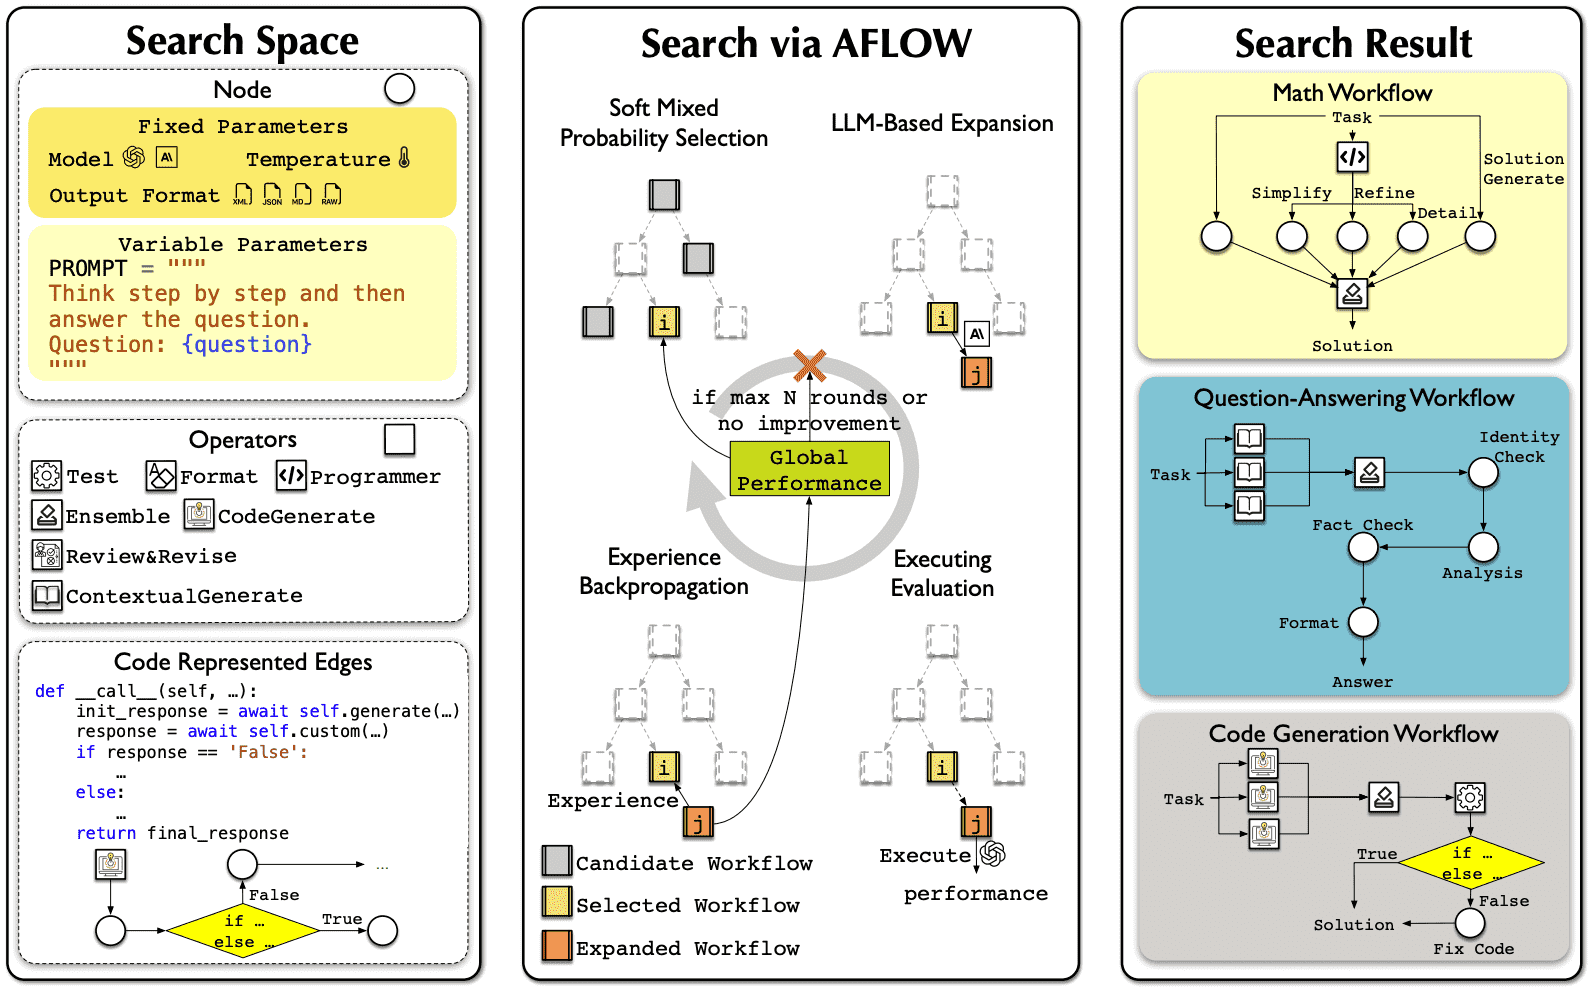 Search Space
Node
Fixed Parameters
Model
A\
Temperature
Output Format
XML
JSON
MD
RAW
Variable Parameters
PROMPT = """
Think step by step and then
answer the question.
Question: {question}
"""
Operators
Test
Format
Programmer
Ensemble
CodeGenerate
Review&Revise
ContextualGenerate
Code Represented Edges
def __call__(self, …):
init_response = await self.generate(…)
response = await self.custom(…)
if response == 'False':
…
else:
…
return final_response
…
False
if …
else …
True
Search via AFLOW
Soft Mixed
Probability Selection
LLM-Based Expansion
i
i
A\
j
if max N rounds or
no improvement
Global
Performance
Experience
Backpropagation
Executing
Evaluation
i
Experience
j
i
j
Execute
performance
Candidate Workflow
Selected Workflow
Expanded Workflow
Search Result
Math Workflow
Task
</>
Solution
Generate
Simplify
Refine
Detail
Solution
Question-Answering Workflow
Task
Identity
Check
Fact Check
Analysis
Format
Answer
Code Generation Workflow
Task
True
if …
else …
False
Solution
Fix Code